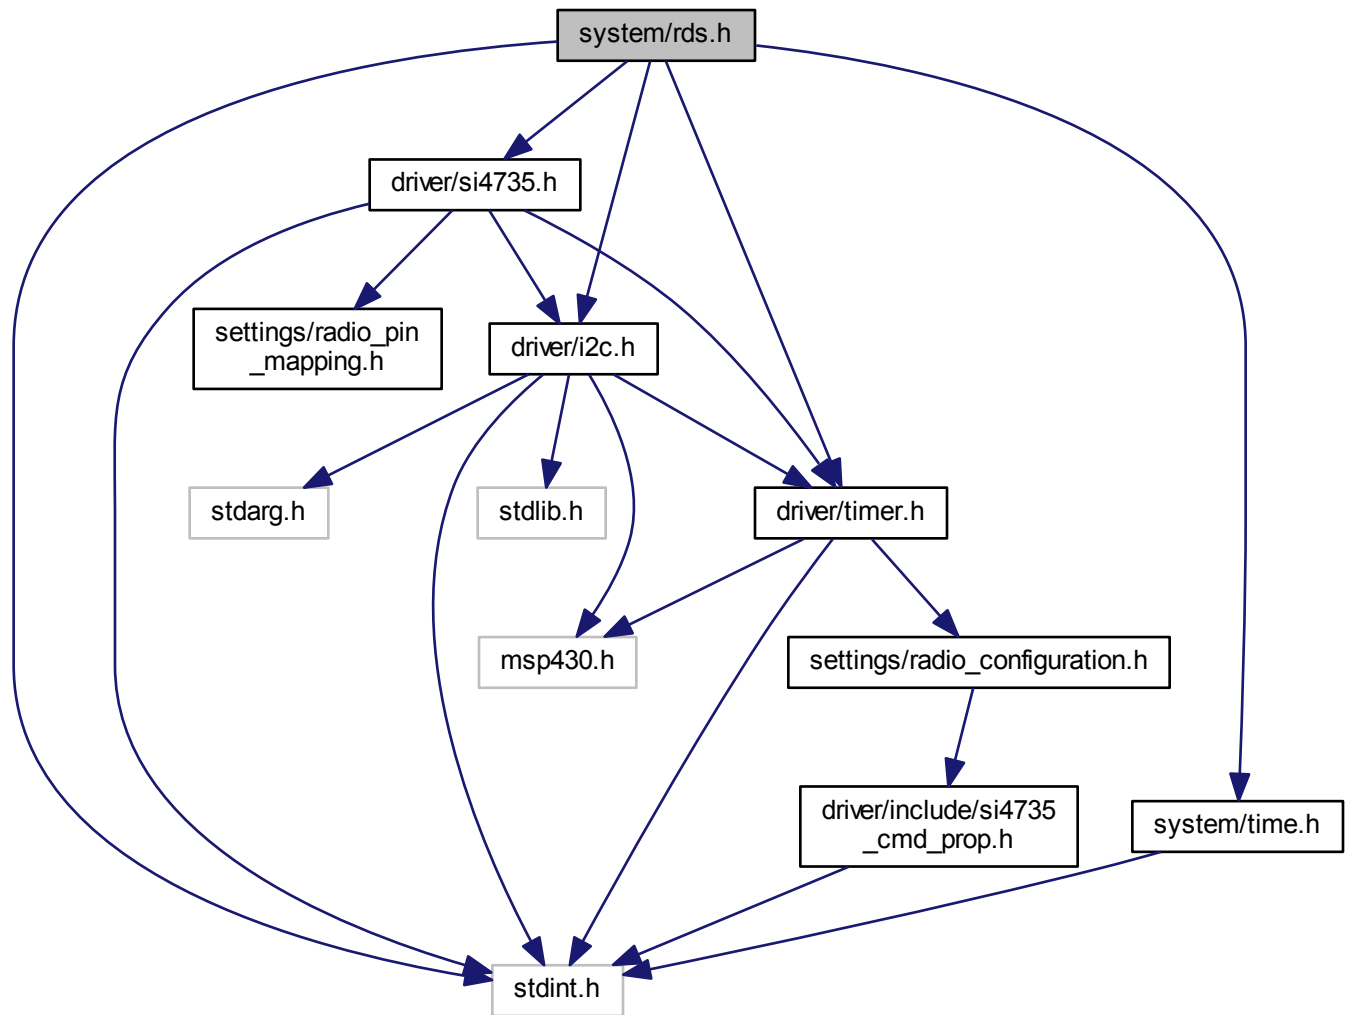 system/rds.h
driver/si4735.h
settings/radio_pin
_mapping.h
driver/i2c.h
stdarg.h
stdlib.h
driver/timer.h
msp430.h
settings/radio_configuration.h
driver/include/si4735
_cmd_prop.h
system/time.h
stdint.h